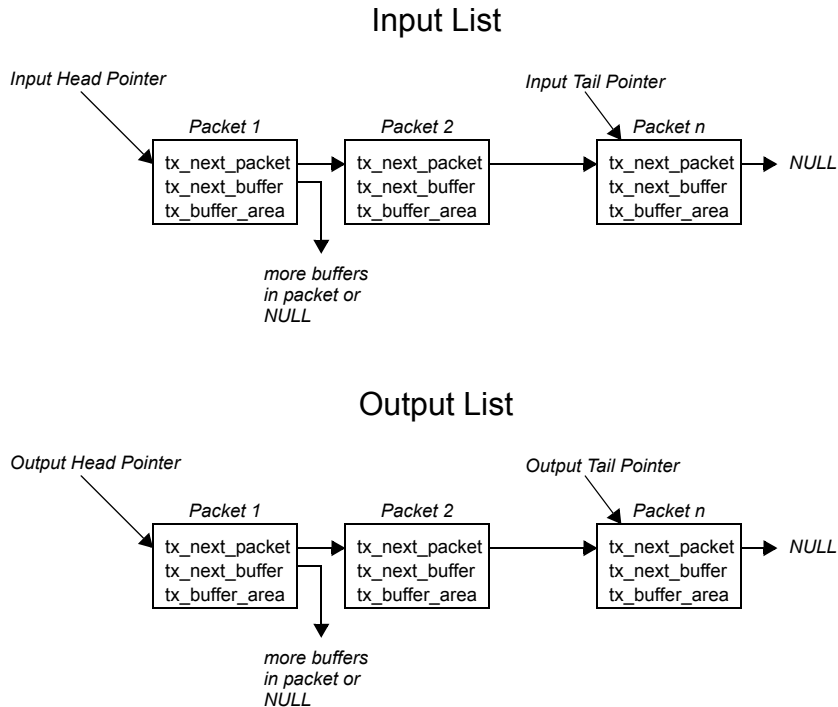 Input List
Input Head Pointer
Input Tail Pointer
Packet 1
Packet 2
Packet n
tx_next_packet
tx_next_buffer
tx_buffer_area
tx_next_packet
tx_next_buffer
tx_buffer_area
tx_next_packet
tx_next_buffer
tx_buffer_area
NULL
more buffers
in packet or
NULL
Output List
Output Head Pointer
Output Tail Pointer
Packet 1
Packet 2
Packet n
tx_next_packet
tx_next_buffer
tx_buffer_area
tx_next_packet
tx_next_buffer
tx_buffer_area
tx_next_packet
tx_next_buffer
tx_buffer_area
NULL
more buffers
in packet or
NULL